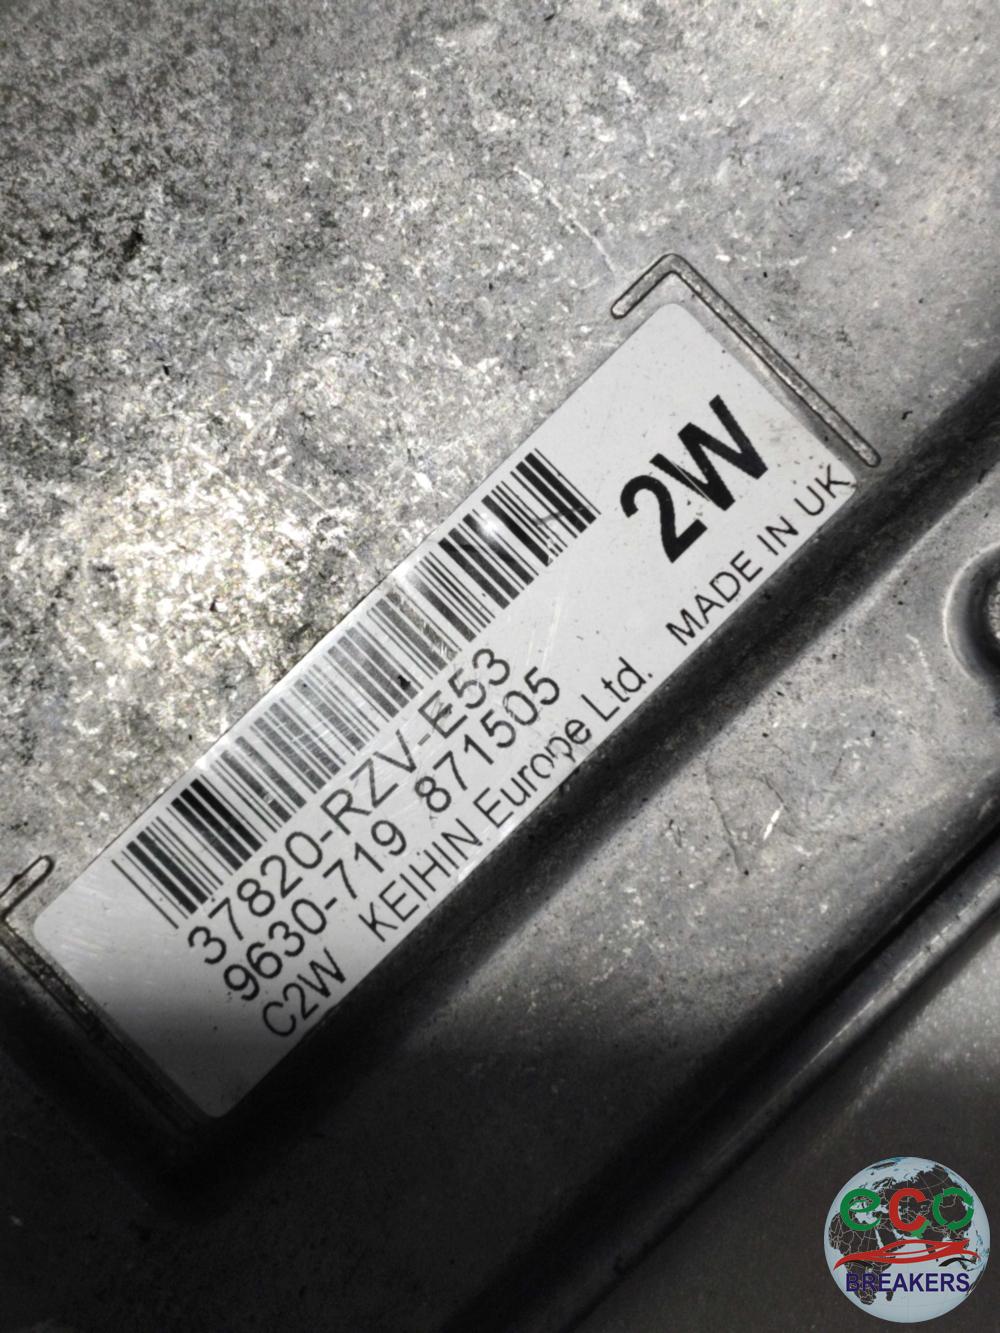 2W
37820-RZV-E53
9630-719 871505
C2W KEIHIN Europe Ltd. MADE IN UK
eco
BREAKERS